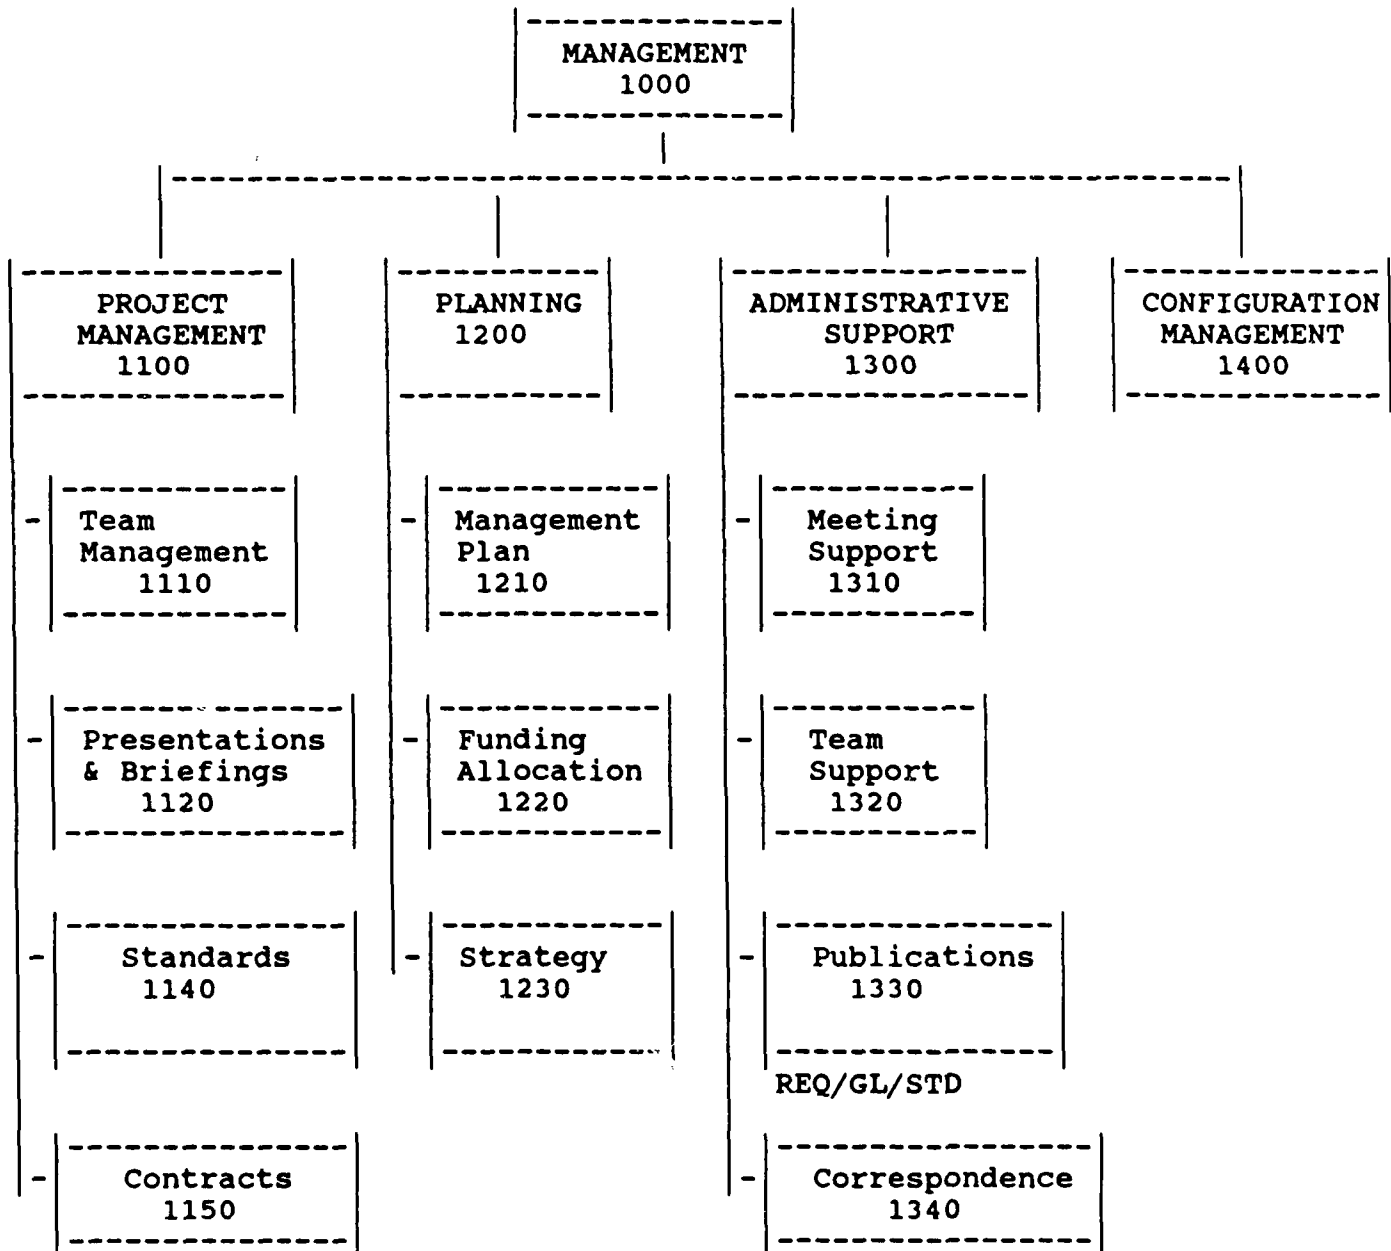 MANAGEMENT
1000
PROJECT
MANAGEMENT
1100
PLANNING
1200
ADMINISTRATIVE
SUPPORT
1300
CONFIGURATION
MANAGEMENT
1400
Team
Management
1110
Management
Plan
1210
Meeting
Support
1310
Presentations
& Briefings
1120
Funding
Allocation
1220
Team
Support
1320
Standards
1140
Strategy
1230
Publications
1330
REQ/GL/STD
Contracts
1150
Correspondence
1340